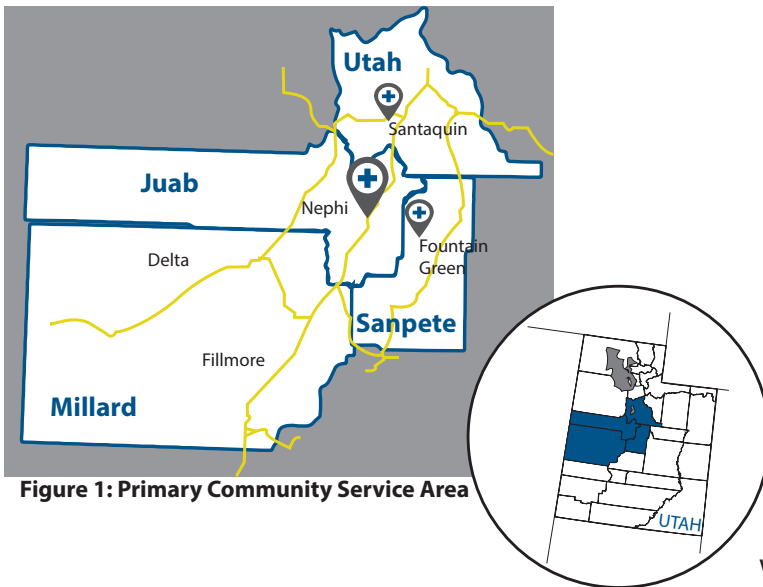 Utah
Santaquin
Juab
Nephi
Fountain
Green
Delta
Sanpete
Fillmore
Millard
Figure 1: Primary Community Service Area
UTAH